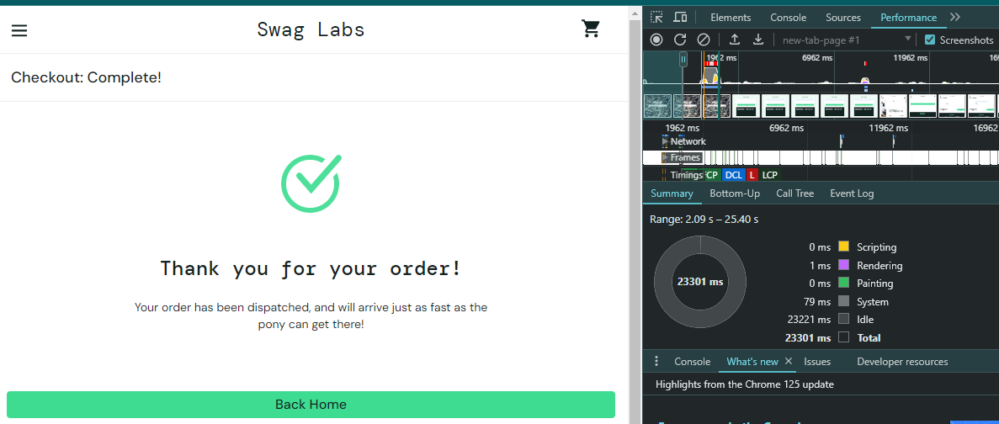 Swag Labs
Checkout: Complete!
Thank you for your order!
Your order has been dispatched, and will arrive just as fast as the
pony can get there!
Back Home
Elements Console Sources Performance
new-tab-page #1 Screenshots
1962 ms 6962 ms 11962 ms
1962 ms 6962 ms 11962 ms 16962
Network
Frames
Timings CP DCL L LCP
Summary Bottom-Up Call Tree Event Log
Range: 2.09 s – 25.40 s
23301 ms
0 ms Scripting
1 ms Rendering
0 ms Painting
79 ms System
23221 ms Idle
23301 ms Total
Console What's new Issues Developer resources
Highlights from the Chrome 125 update